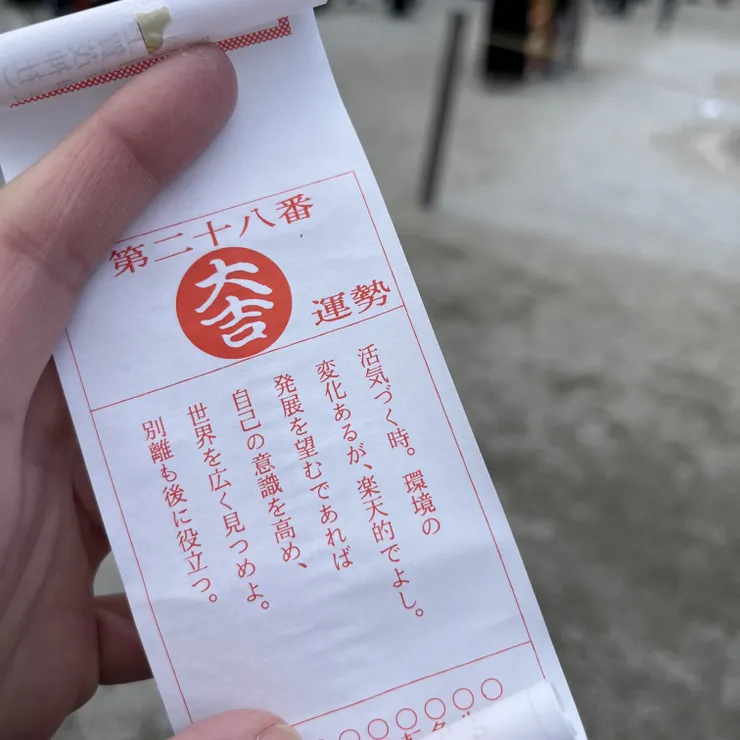 第二十八番
大吉
運勢
活気づく時。環境の
変化あるが、楽天的でよし。
発展を望むであれば
自己の意識を高め、
世界を広く見つめよ。
別離も後に役立つ。
○○○○○○○